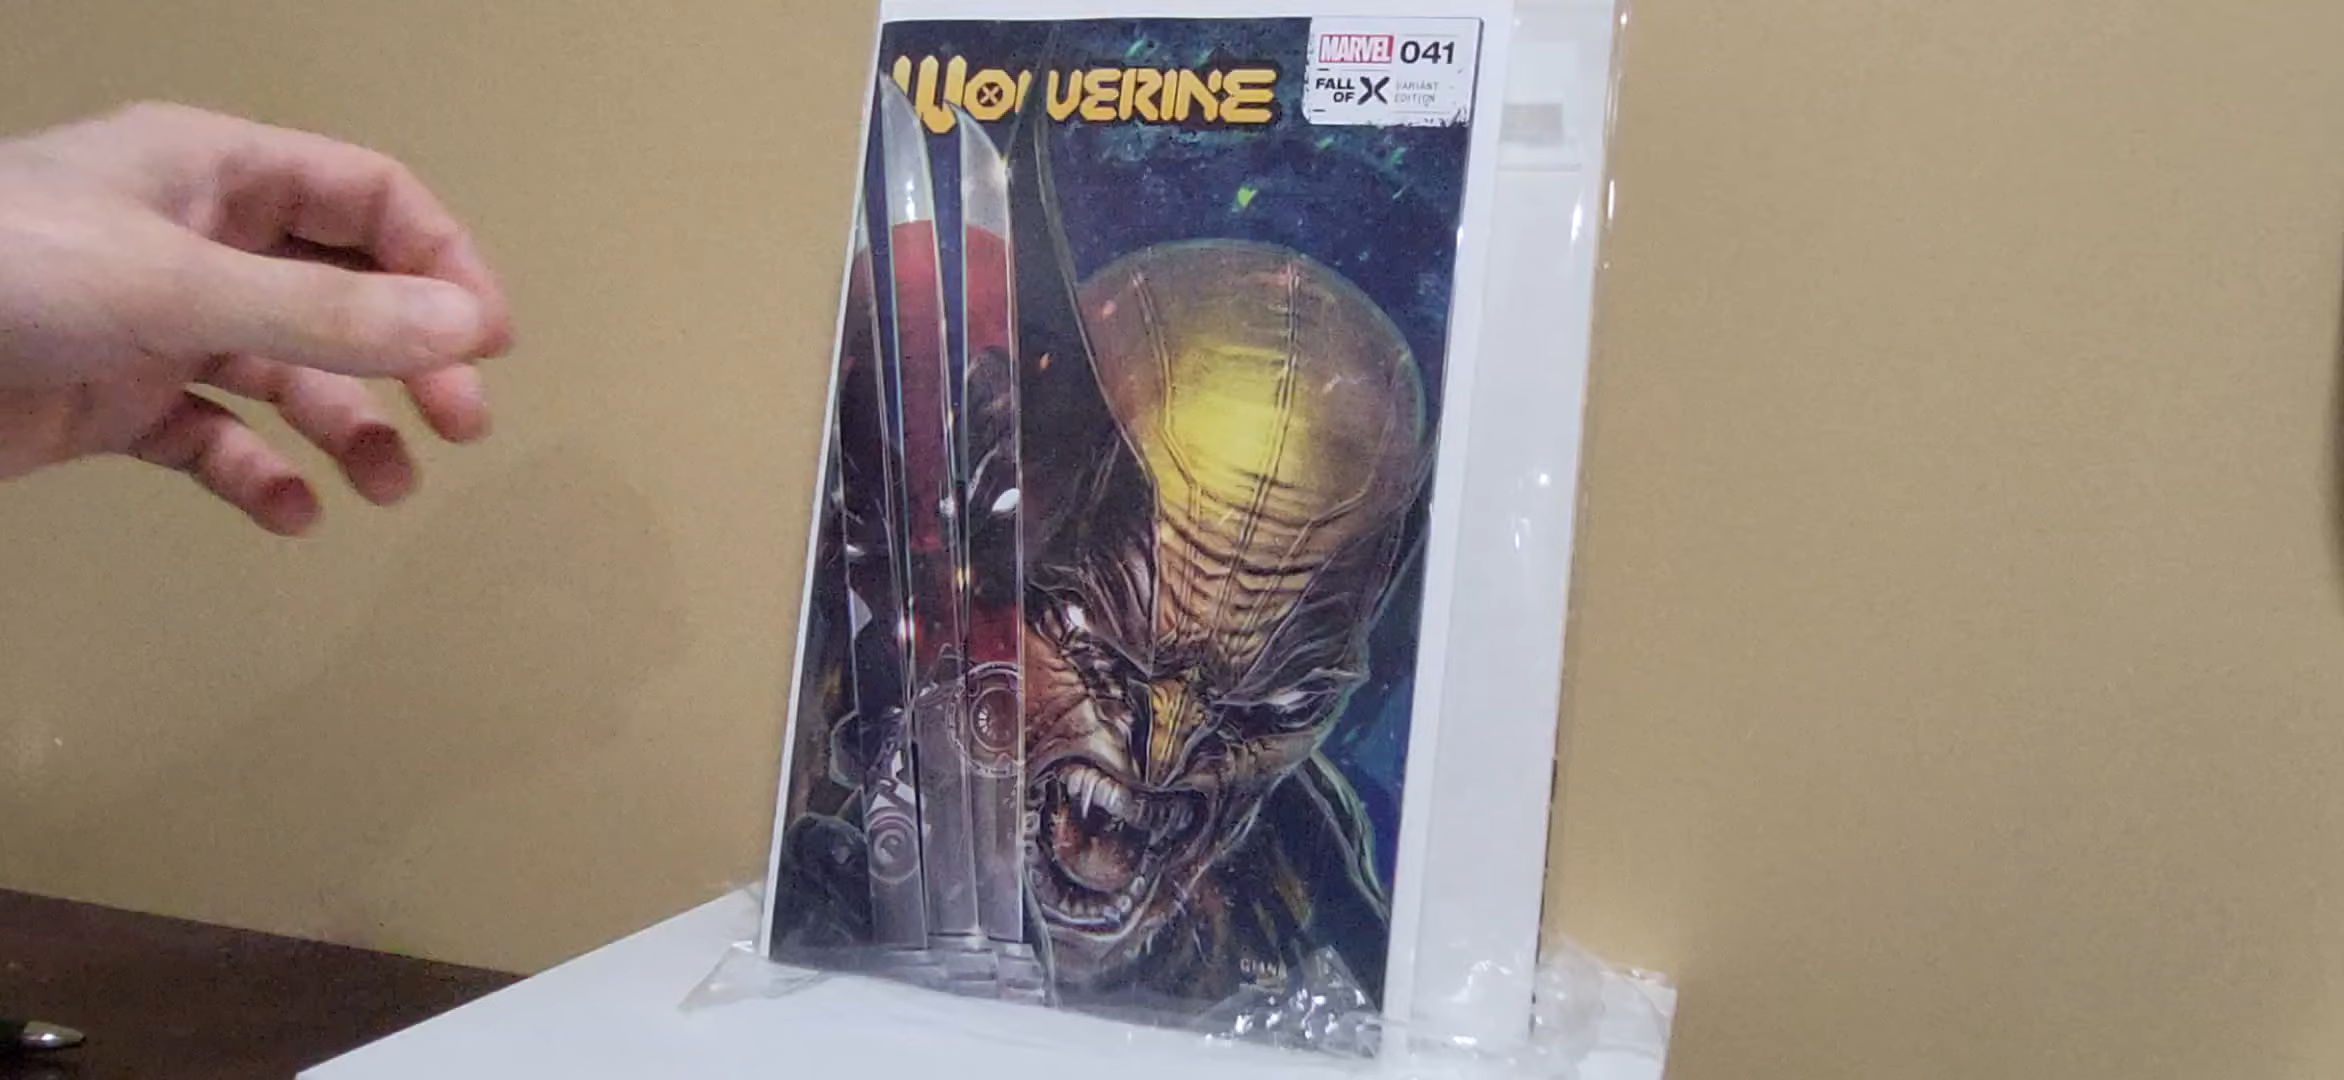 WOLVERINE
MARVEL 041
FALL OF X
VARIANT EDITION